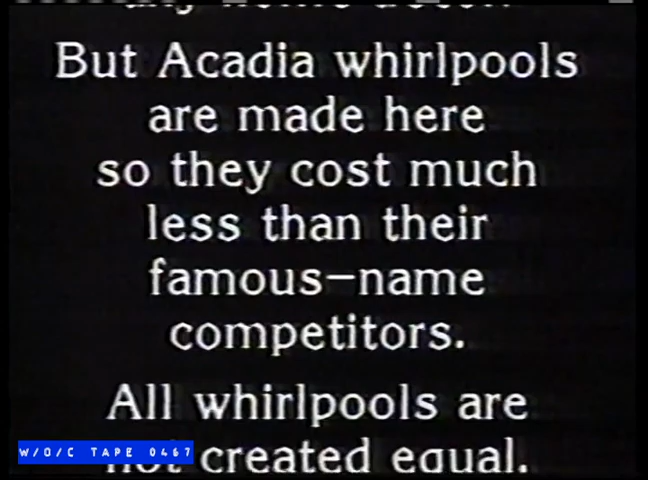 But Acadia whirlpools
are made here
so they cost much
less than their
famous-name
competitors.
All whirlpools are
not created equal.
W/O/C TAPE 0467